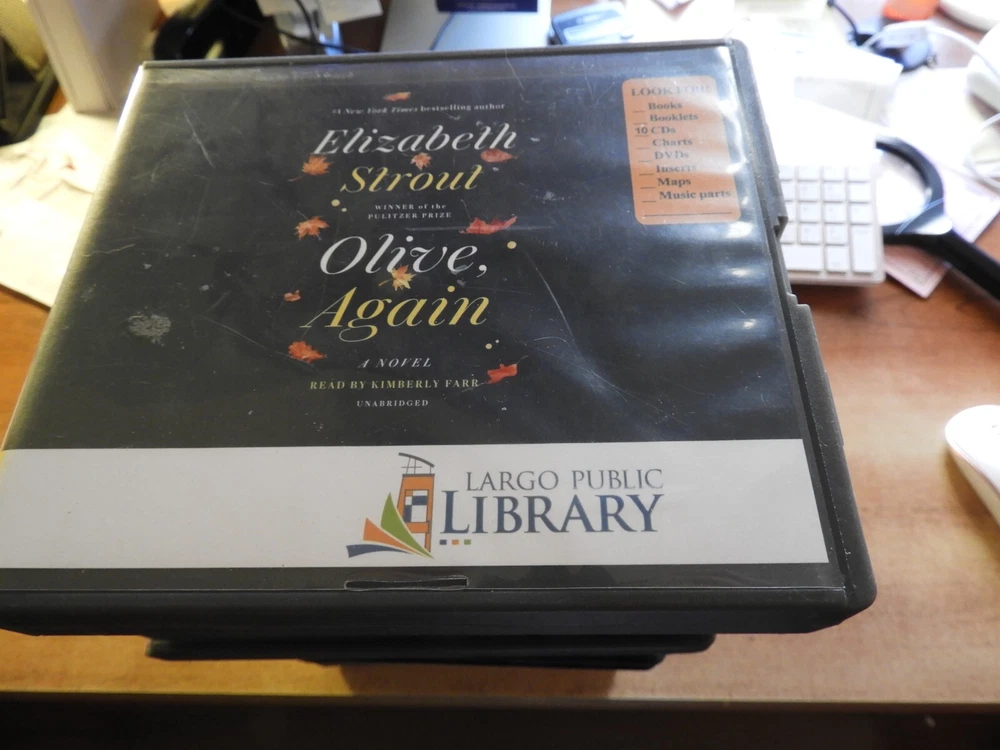 #1 New York Times bestselling author
Elizabeth
Strout
WINNER of the
PULITZER PRIZE
Olive,
Again
A NOVEL
READ BY KIMBERLY FARR
UNABRIDGED
LOOK FOR:
Books
Booklets
10 CDs
Charts
DVDs
Inserts
Maps
Music parts
LARGO PUBLIC
LIBRARY